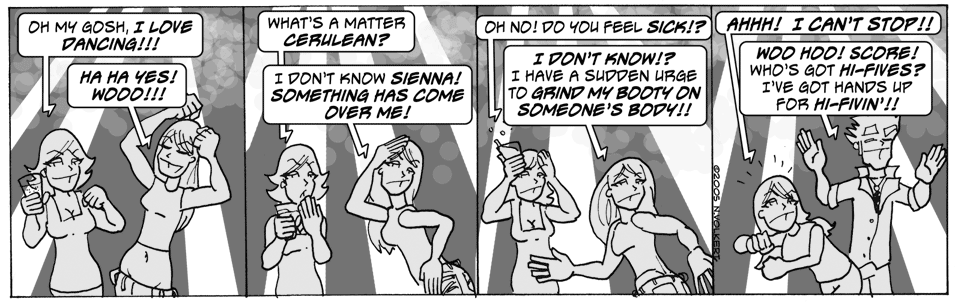 OH MY GOSH, I LOVE
DANCING!!!
HA HA YES!
WOOO!!!
WHAT'S A MATTER
CERULEAN?
I DON'T KNOW SIENNA!
SOMETHING HAS COME
OVER ME!
OH NO! DO YOU FEEL SICK!?
I DON'T KNOW!?
I HAVE A SUDDEN URGE
TO GRIND MY BOOTY ON
SOMEONE'S BODY!!
AHHH! I CAN'T STOP!!
WOO HOO! SCORE!
WHO'S GOT HI-FIVES?
I'VE GOT HANDS UP
FOR HI-FIVIN'!!
©2005 N.VOLKERT